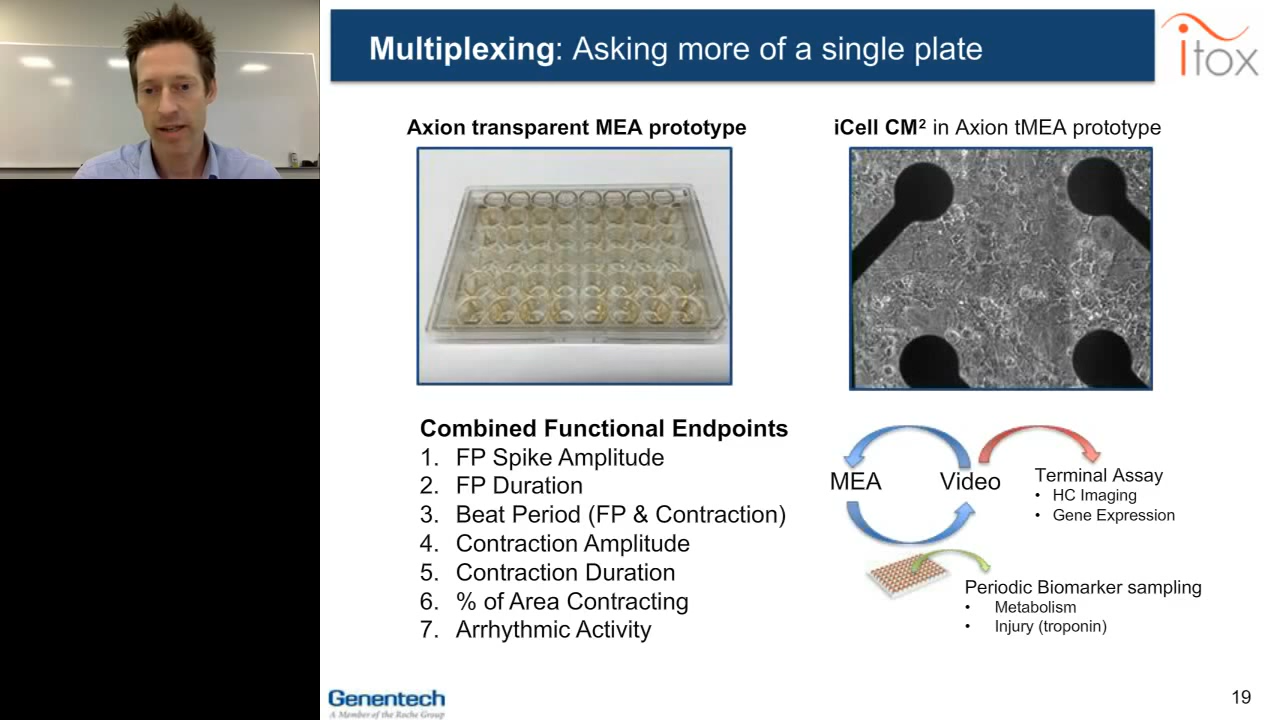 Multiplexing: Asking more of a single plate
itox
Axion transparent MEA prototype
iCell CM² in Axion tMEA prototype
Combined Functional Endpoints
1. FP Spike Amplitude
2. FP Duration
3. Beat Period (FP & Contraction)
4. Contraction Amplitude
5. Contraction Duration
6. % of Area Contracting
7. Arrhythmic Activity
MEA
Video
Terminal Assay
• HC Imaging
• Gene Expression
Periodic Biomarker sampling
• Metabolism
• Injury (troponin)
Genentech
A Member of the Roche Group
19